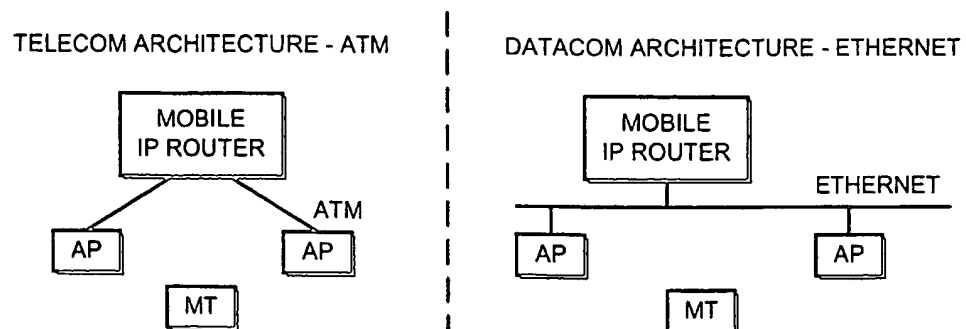 TELECOM ARCHITECTURE - ATM
MOBILE
IP ROUTER
ATM
AP
AP
MT
DATACOM ARCHITECTURE - ETHERNET
MOBILE
IP ROUTER
ETHERNET
AP
AP
MT